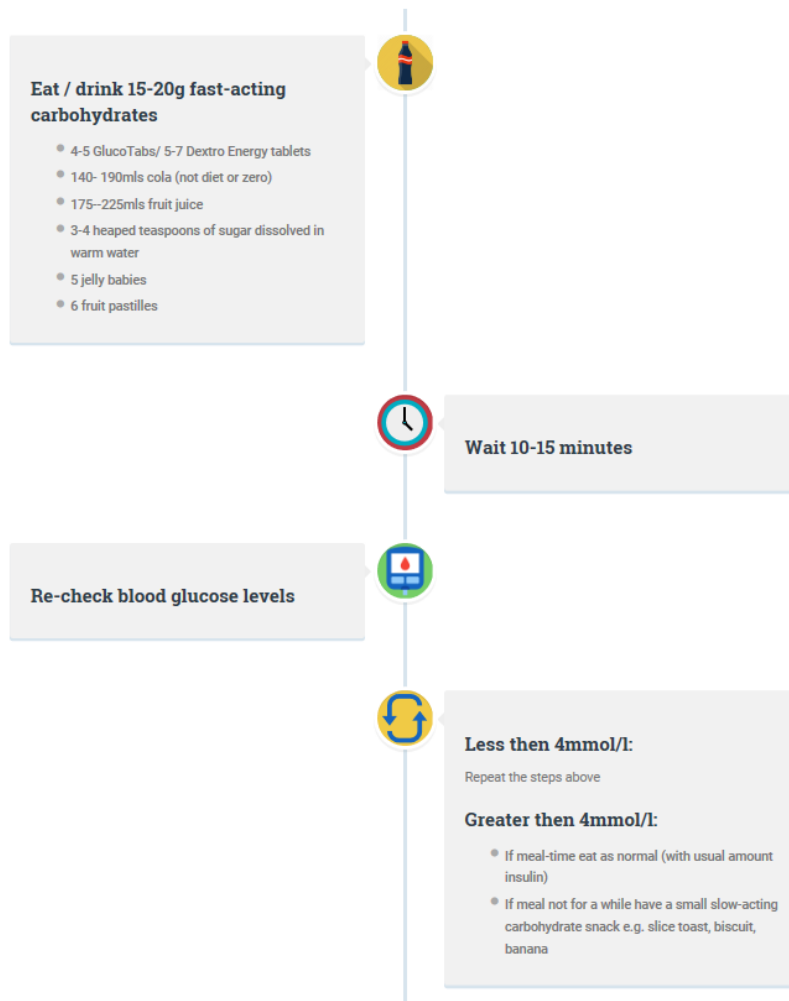 Eat / drink 15-20g fast-acting
carbohydrates
4-5 GlucoTabs/ 5-7 Dextro Energy tablets
140- 190mls cola (not diet or zero)
175--225mls fruit juice
3-4 heaped teaspoons of sugar dissolved in
warm water
5 jelly babies
6 fruit pastilles
Wait 10-15 minutes
Re-check blood glucose levels
Less then 4mmol/l:
Repeat the steps above
Greater then 4mmol/l:
If meal-time eat as normal (with usual amount
insulin)
If meal not for a while have a small slow-acting
carbohydrate snack e.g. slice toast, biscuit,
banana